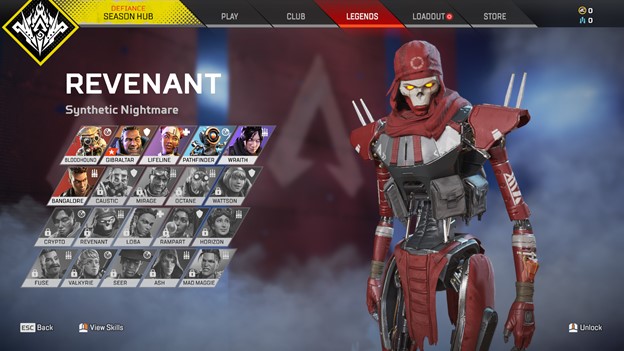 DEFIANCE
SEASON HUB
PLAY
CLUB
LEGENDS
LOADOUT
STORE
0
0
REVENANT
Synthetic Nightmare
BLOODHOUND
GIBRALTAR
LIFELINE
PATHFINDER
WRAITH
BANGALORE
CAUSTIC
MIRAGE
OCTANE
WATTSON
CRYPTO
REVENANT
LOBA
RAMPART
HORIZON
FUSE
VALKYRIE
SEER
ASH
MAD MAGGIE
ESC Back
View Skills
Unlock